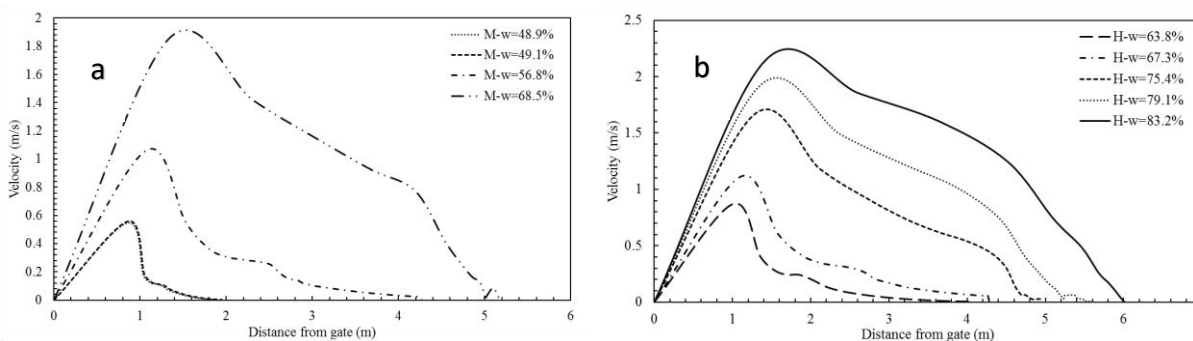 a
Velocity (m/s)
2
1.8
1.6
1.4
1.2
1
0.8
0.6
0.4
0.2
0
0 1 2 3 4 5 6
Distance from gate (m)
M-w=48.9%
M-w=49.1%
M-w=56.8%
M-w=68.5%
b
Velocity (m/s)
2.5
2
1.5
1
0.5
0
0 1 2 3 4 5 6
Distance from gate (m)
H-w=63.8%
H-w=67.3%
H-w=75.4%
H-w=79.1%
H-w=83.2%